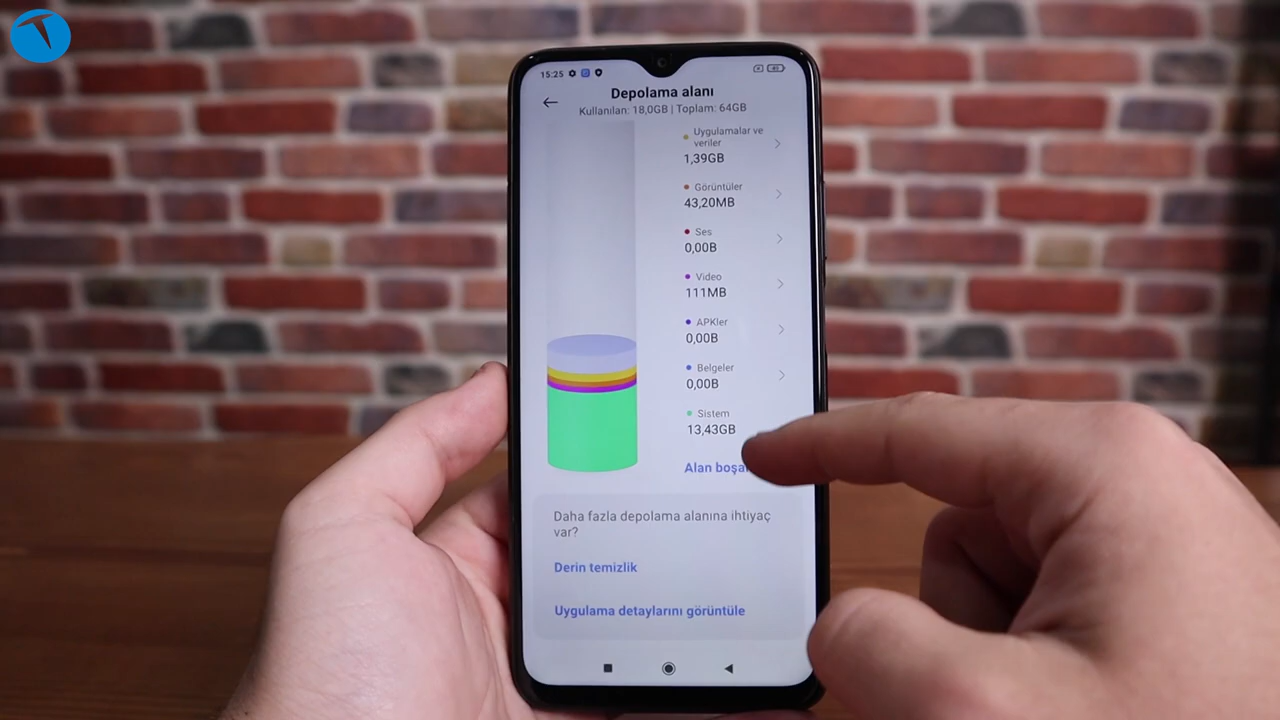 15:25
Depolama alanı
Kullanılan: 18,0GB | Toplam: 64GB
Uygulamalar ve
veriler
1,39GB
Görüntüler
43,20MB
Ses
0,00B
Video
111MB
APKler
0,00B
Belgeler
0,00B
Sistem
13,43GB
Alan
Daha fazla depolama alanına ihtiyaç
var?
Derin temizlik
Uygulama detaylarını görüntüle